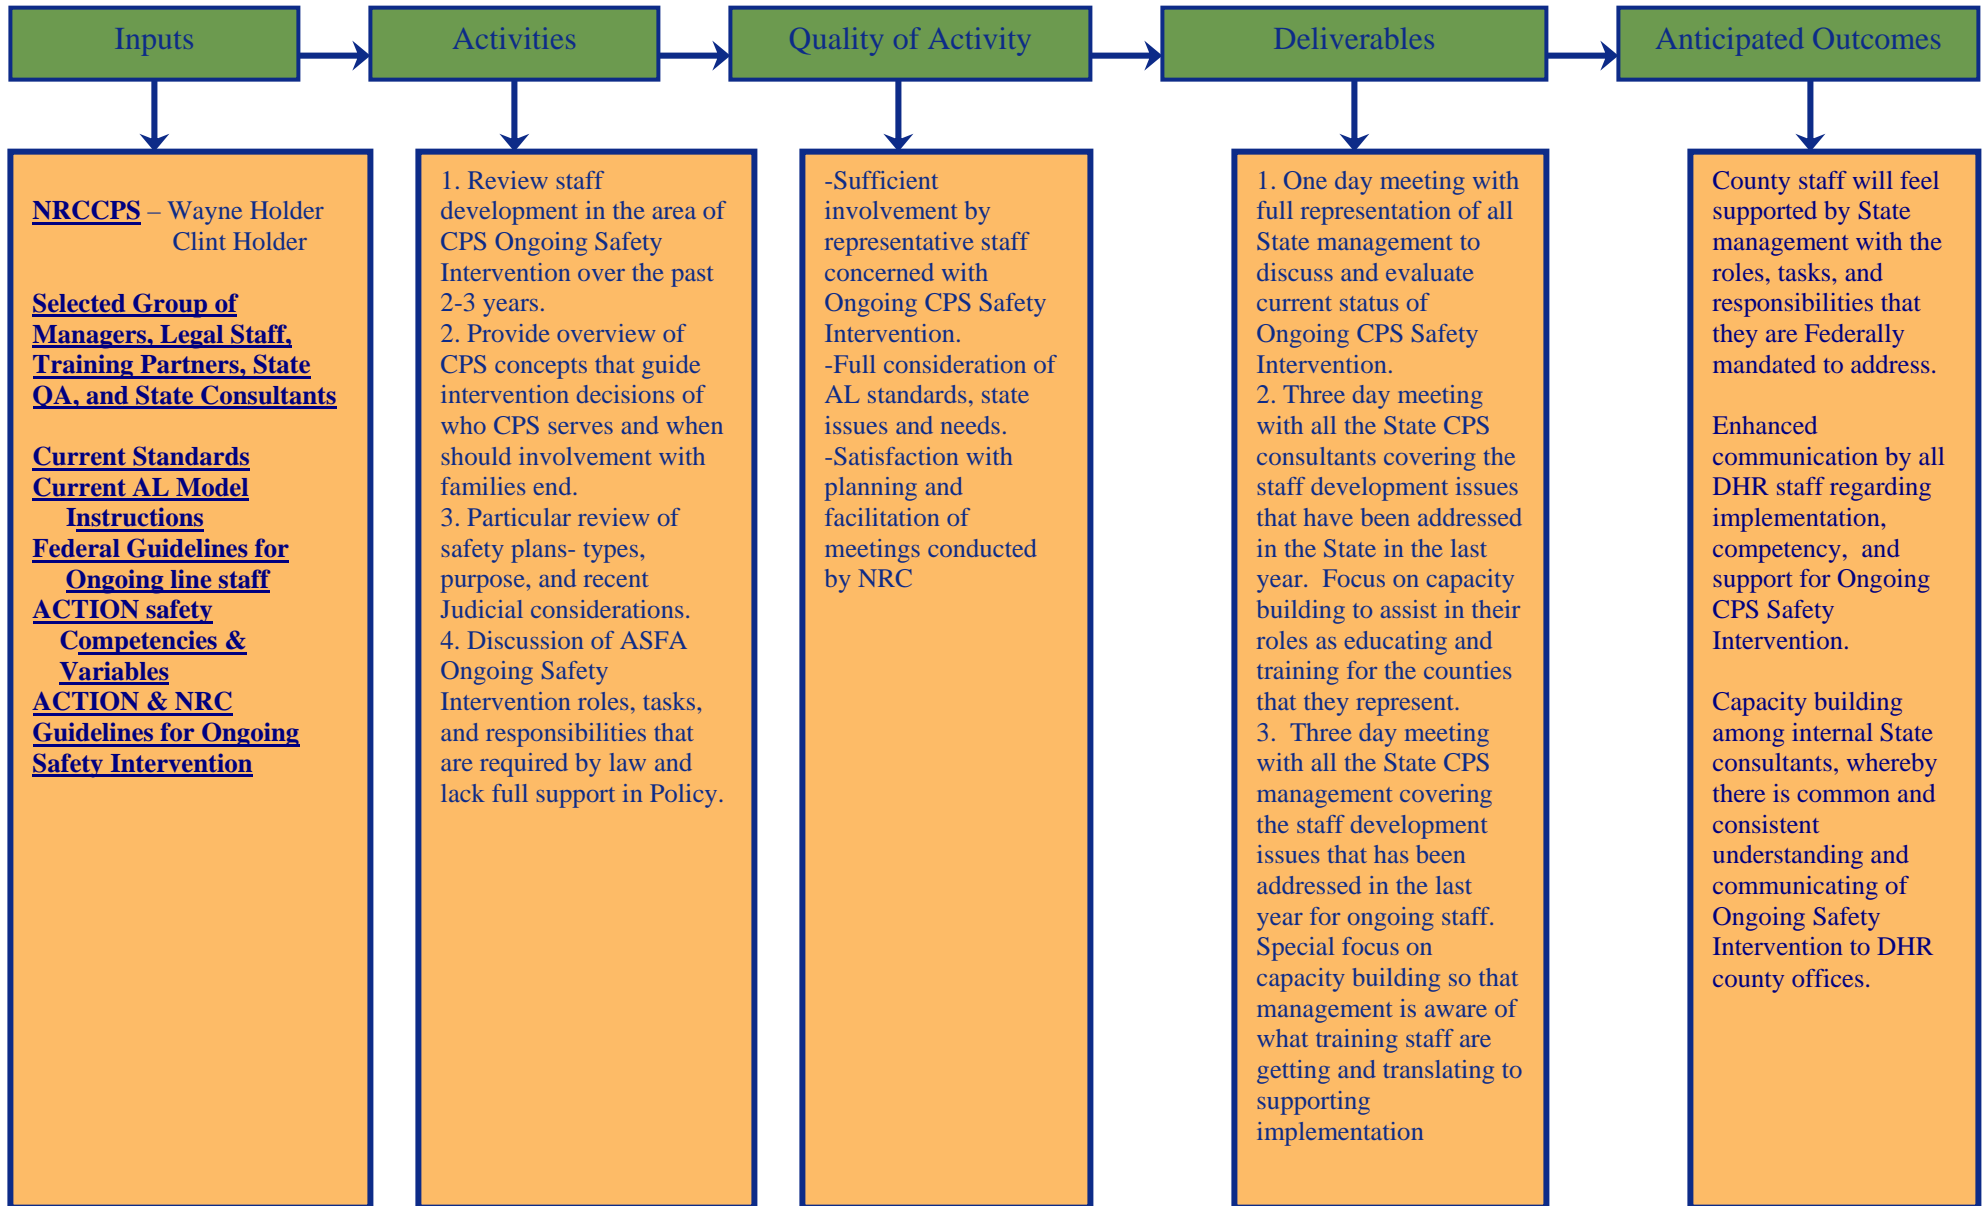 Inputs
Activities
Quality of Activity
Deliverables
Anticipated Outcomes
NRCCPS – Wayne Holder
Clint Holder
Selected Group of
Managers, Legal Staff,
Training Partners, State
QA, and State Consultants
Current Standards
Current AL Model
Instructions
Federal Guidelines for
Ongoing line staff
ACTION safety
Competencies &
Variables
ACTION & NRC
Guidelines for Ongoing
Safety Intervention
1. Review staff
development in the area of
CPS Ongoing Safety
Intervention over the past
2-3 years.
2. Provide overview of
CPS concepts that guide
intervention decisions of
who CPS serves and when
should involvement with
families end.
3. Particular review of
safety plans- types,
purpose, and recent
Judicial considerations.
4. Discussion of ASFA
Ongoing Safety
Intervention roles, tasks,
and responsibilities that
are required by law and
lack full support in Policy.
-Sufficient
involvement by
representative staff
concerned with
Ongoing CPS Safety
Intervention.
-Full consideration of
AL standards, state
issues and needs.
-Satisfaction with
planning and
facilitation of
meetings conducted
by NRC
1. One day meeting with
full representation of all
State management to
discuss and evaluate
current status of
Ongoing CPS Safety
Intervention.
2. Three day meeting
with all the State CPS
consultants covering the
staff development issues
that have been addressed
in the State in the last
year.  Focus on capacity
building to assist in their
roles as educating and
training for the counties
that they represent.
3.  Three day meeting
with all the State CPS
management covering
the staff development
issues that has been
addressed in the last
year for ongoing staff.
Special focus on
capacity building so that
management is aware of
what training staff are
getting and translating to
supporting
implementation
County staff will feel
supported by State
management with the
roles, tasks, and
responsibilities that
they are Federally
mandated to address.
Enhanced
communication by all
DHR staff regarding
implementation,
competency,  and
support for Ongoing
CPS Safety
Intervention.
Capacity building
among internal State
consultants, whereby
there is common and
consistent
understanding and
communicating of
Ongoing Safety
Intervention to DHR
county offices.